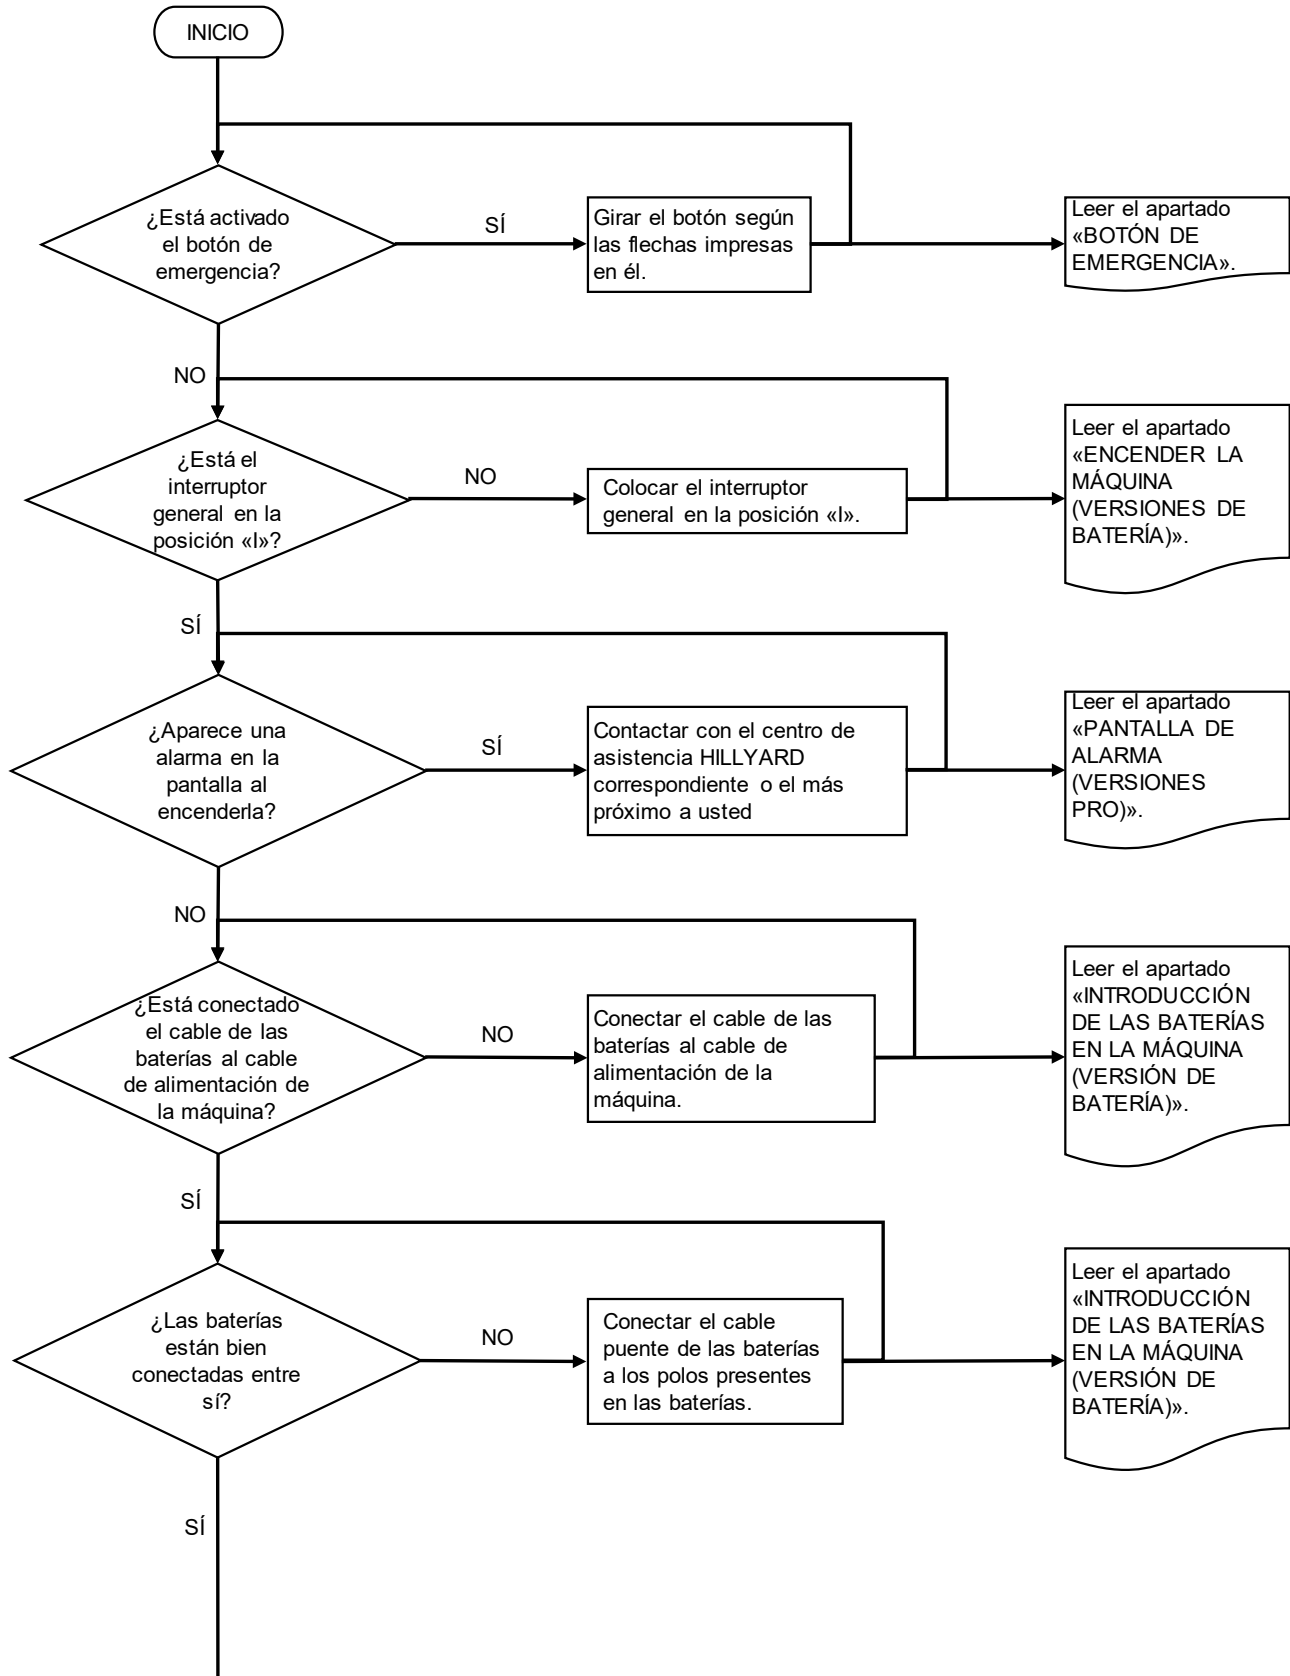 INICIO
¿Está activado
el botón de
emergencia?
SÍ
Girar el botón según
las flechas impresas
en él.
Leer el apartado
«BOTÓN DE
EMERGENCIA».
NO
¿Está el
interruptor
general en la
posición «I»?
NO
Colocar el interruptor
general en la posición «I».
Leer el apartado
«ENCENDER LA
MÁQUINA
(VERSIONES DE
BATERÍA)».
SÍ
¿Aparece una
alarma en la
pantalla al
encenderla?
SÍ
Contactar con el centro de
asistencia HILLYARD
correspondiente o el más
próximo a usted
Leer el apartado
«PANTALLA DE
ALARMA
(VERSIONES
PRO)».
NO
¿Está conectado
el cable de las
baterías al cable
de alimentación de
la máquina?
NO
Conectar el cable de las
baterías al cable de
alimentación de la
máquina.
Leer el apartado
«INTRODUCCIÓN
DE LAS BATERÍAS
EN LA MÁQUINA
(VERSIÓN DE
BATERÍA)».
SÍ
¿Las baterías
están bien
conectadas entre
sí?
NO
Conectar el cable
puente de las baterías
a los polos presentes
en las baterías.
Leer el apartado
«INTRODUCCIÓN
DE LAS BATERÍAS
EN LA MÁQUINA
(VERSIÓN DE
BATERÍA)».
SÍ